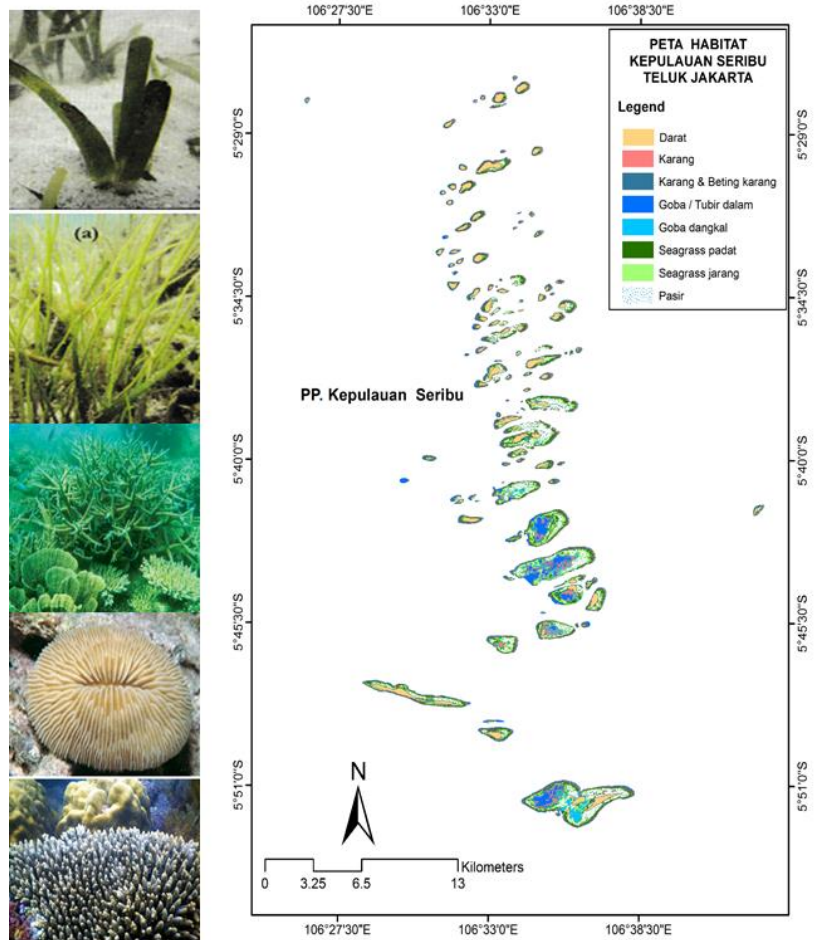 (a)
106°27'30"E 106°33'0"E 106°38'30"E
PETA HABITAT
KEPULAUAN SERIBU
TELUK JAKARTA
Legend
Darat
Karang
Karang & Beting karang
Goba / Tubir dalam
Goba dangkal
Seagrass padat
Seagrass jarang
Pasir
5°29'0"S 5°29'0"S
5°34'30"S 5°34'30"S
PP. Kepulauan Seribu
5°40'0"S 5°40'0"S
5°45'30"S 5°45'30"S
5°51'0"S 5°51'0"S
N
Kilometers
0 3.25 6.5 13
106°27'30"E 106°33'0"E 106°38'30"E